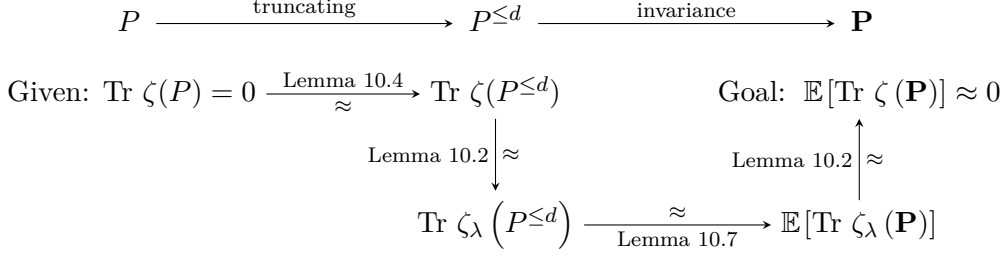 truncating invariance
P P^{≤d} 𝐏
Given: Tr ζ(P) = 0 Lemma 10.4 ≈ Tr ζ(P^{≤d}) Goal: 𝔼[Tr ζ (𝐏)] ≈ 0
Lemma 10.2 ≈ Lemma 10.2 ≈
Tr ζ_λ (P^{≤d}) ≈ Lemma 10.7 𝔼[Tr ζ_λ (𝐏)]